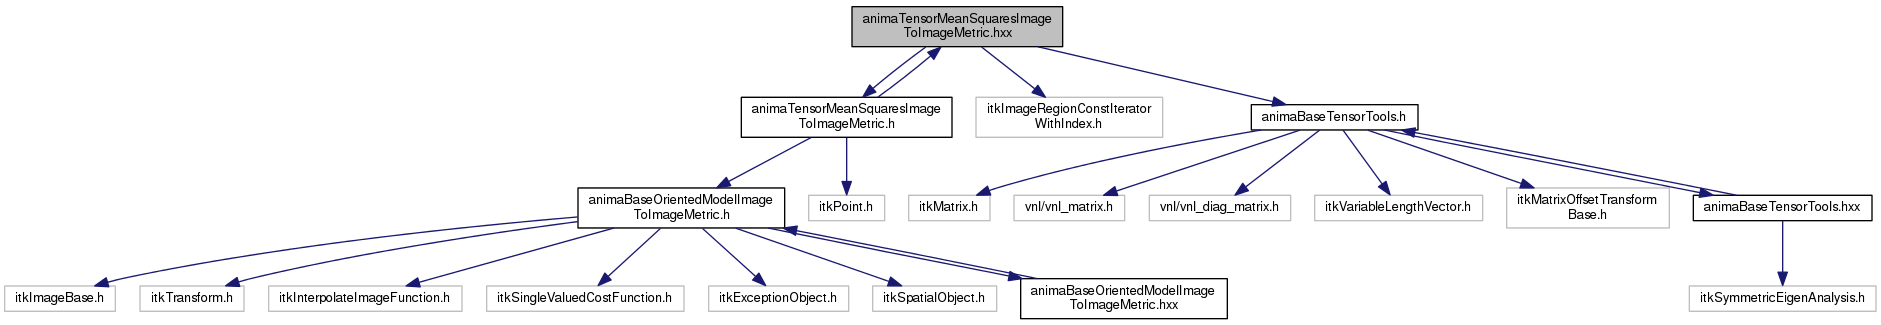 animaTensorMeanSquaresImage
ToImageMetric.hxx
animaTensorMeanSquaresImage
ToImageMetric.h
itkImageRegionConstIterator
WithIndex.h
animaBaseTensorTools.h
animaBaseOrientedModelImage
ToImageMetric.h
itkPoint.h
itkMatrix.h
vnl/vnl_matrix.h
vnl/vnl_diag_matrix.h
itkVariableLengthVector.h
itkMatrixOffsetTransform
Base.h
animaBaseTensorTools.hxx
itkImageBase.h
itkTransform.h
itkInterpolateImageFunction.h
itkSingleValuedCostFunction.h
itkExceptionObject.h
itkSpatialObject.h
animaBaseOrientedModelImage
ToImageMetric.hxx
itkSymmetricEigenAnalysis.h